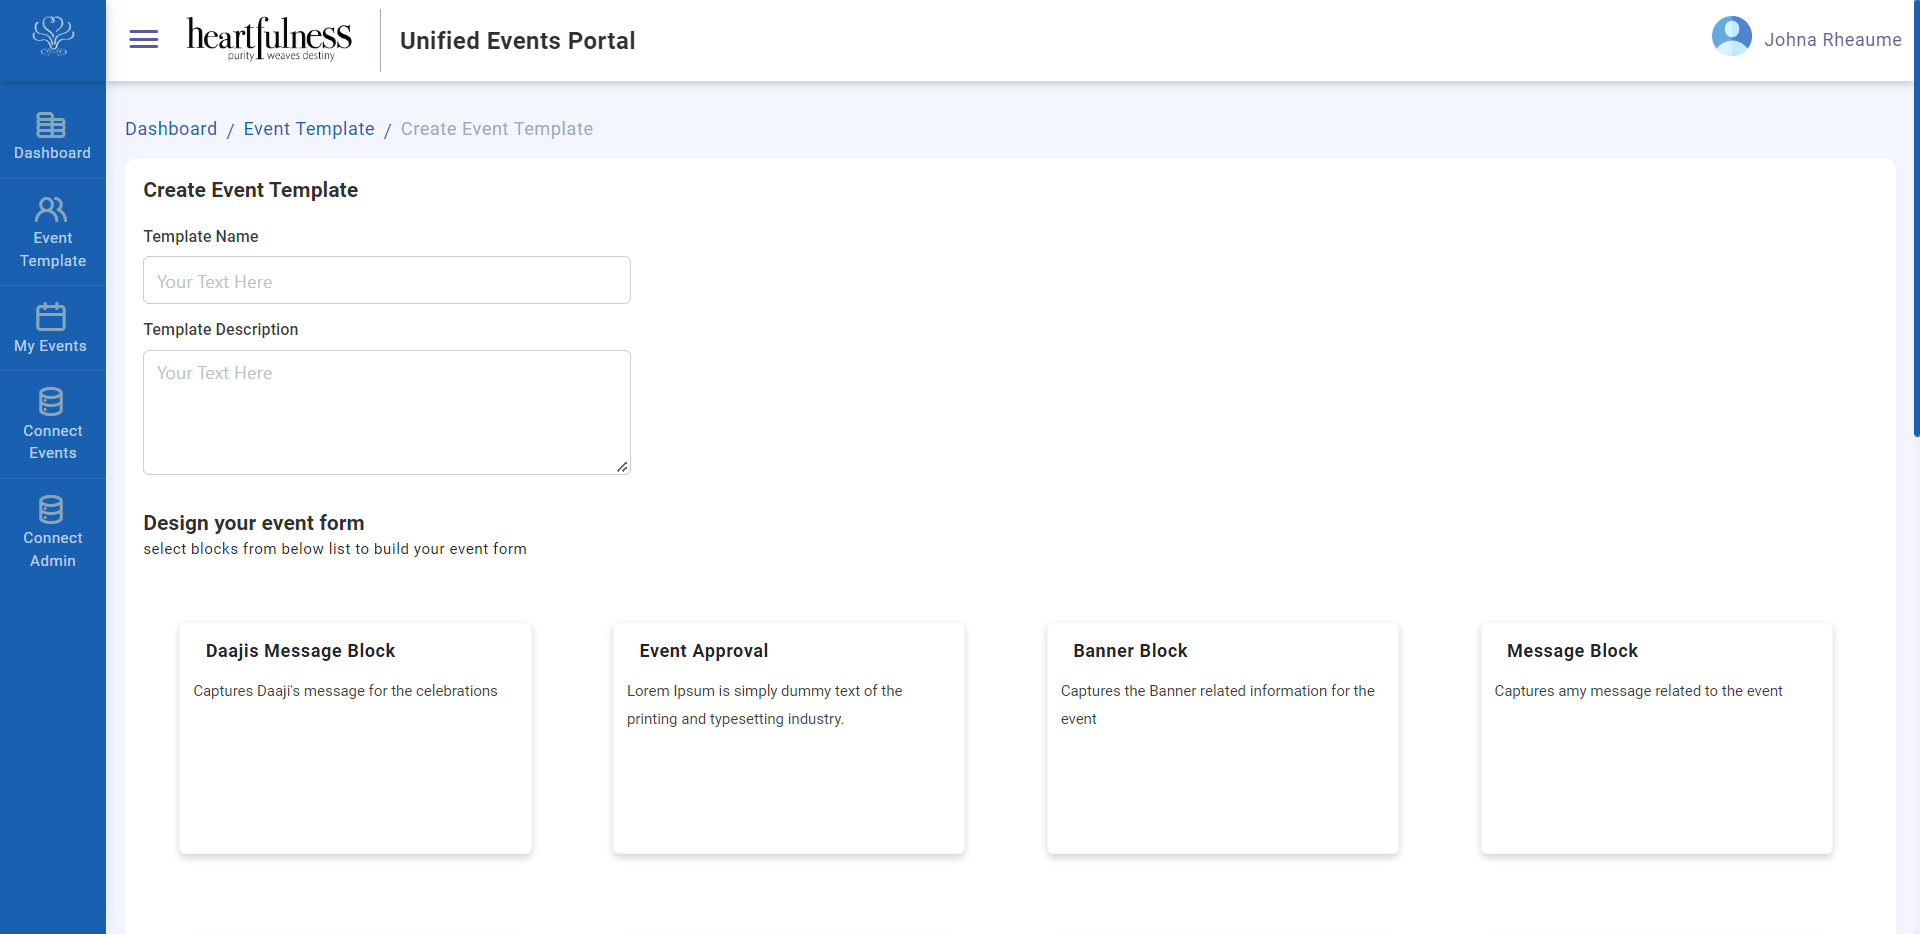 heartfulness
purity weaves destiny
Unified Events Portal
Johna Rheaume
Dashboard
Event
Template
My Events
Connect
Events
Connect
Admin
Dashboard / Event Template / Create Event Template
Create Event Template
Template Name
Your Text Here
Template Description
Your Text Here
Design your event form
select blocks from below list to build your event form
Daajis Message Block
Captures Daaji's message for the celebrations
Event Approval
Lorem Ipsum is simply dummy text of the
printing and typesetting industry.
Banner Block
Captures the Banner related information for the
event
Message Block
Captures amy message related to the event